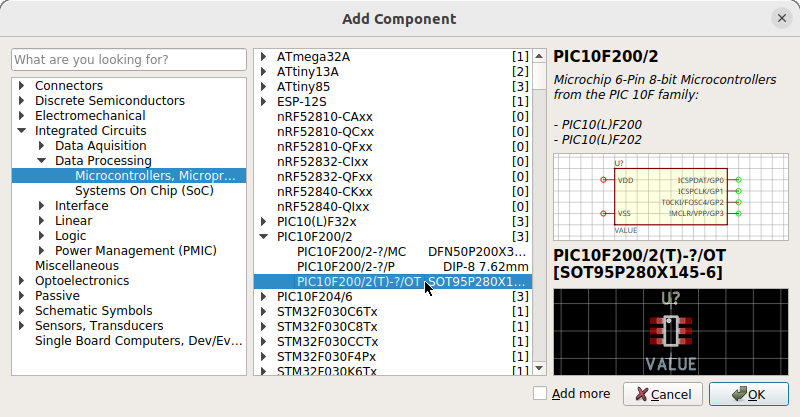 Add Component
What are you looking for?
Connectors
Discrete Semiconductors
Electromechanical
Integrated Circuits
Data Aquisition
Data Processing
Microcontrollers, Micropr...
Systems On Chip (SoC)
Interface
Linear
Logic
Power Management (PMIC)
Miscellaneous
Optoelectronics
Passive
Schematic Symbols
Sensors, Transducers
Single Board Computers, Dev/Ev...
ATmega32A [1]
ATtiny13A [2]
ATtiny85 [3]
ESP-12S [1]
nRF52810-CAxx [0]
nRF52810-QCxx [0]
nRF52810-QFxx [0]
nRF52832-CIxx [0]
nRF52832-QFxx [0]
nRF52840-CKxx [0]
nRF52840-QIxx [0]
PIC10(L)F32x [3]
PIC10F200/2 [3]
PIC10F200/2-?/MC DFN50P200X3...
PIC10F200/2-?/P DIP-8 7.62mm
PIC10F200/2(T)-?/OT SOT95P280X1...
PIC10F204/6 [3]
STM32F030C6Tx [1]
STM32F030C8Tx [1]
STM32F030CCTx [1]
STM32F030F4Px [1]
STM32F030K6Tx [1]
PIC10F200/2
Microchip 6-Pin 8-bit Microcontrollers
from the PIC 10F family:
- PIC10(L)F200
- PIC10(L)F202
U?
VDD ICSPDAT/GP0
ICSPCLK/GP1
T0CKI/FOSC4/GP2
VSS !MCLR/VPP/GP3
VALUE
PIC10F200/2(T)-?/OT
[SOT95P280X145-6]
U?
VALUE
Add more
Cancel
OK